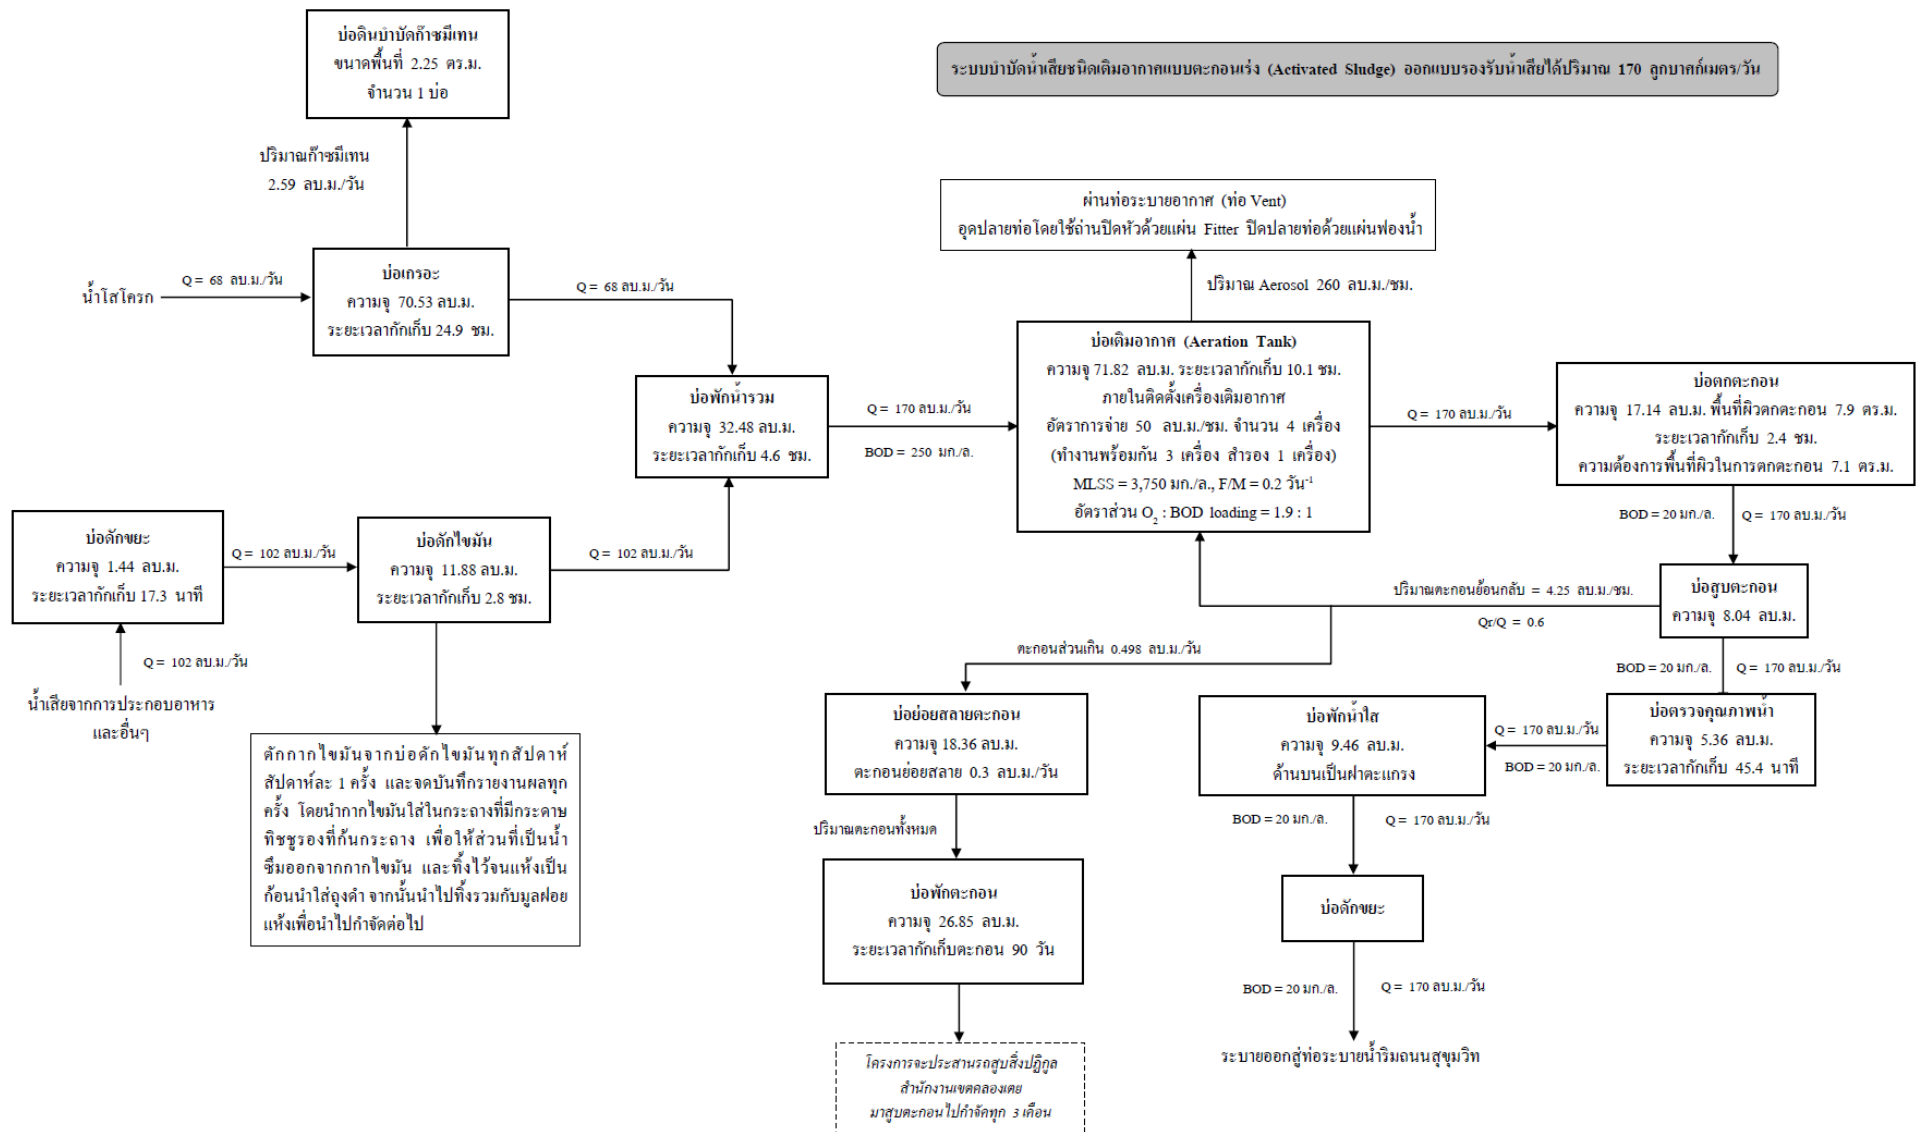 บ่อดินบำบัดก๊าซมีเทน
ขนาดพื้นที่ 2.25 ตร.ม.
จำนวน 1 บ่อ
ระบบบำบัดน้ำเสียชนิดเติมอากาศแบบตะกอนเร่ง (Activated Sludge) ออกแบบรองรับน้ำเสียได้ปริมาณ 170 ลูกบาศก์เมตร/วัน
ปริมาณก๊าซมีเทน
2.59 ลบ.ม./วัน
ผ่านท่อระบายอากาศ (ท่อ Vent)
อุดปลายท่อโดยใช้ถ่านปิดหัวด้วยแผ่น Fitter ปิดปลายท่อด้วยแผ่นฟองน้ำ
ปริมาณ Aerosol 260 ลบ.ม./ชม.
น้ำโสโครก
Q = 68 ลบ.ม./วัน
บ่อเกรอะ
ความจุ 70.53 ลบ.ม.
ระยะเวลากักเก็บ 24.9 ชม.
Q = 68 ลบ.ม./วัน
บ่อพักน้ำรวม
ความจุ 32.48 ลบ.ม.
ระยะเวลากักเก็บ 4.6 ชม.
Q = 170 ลบ.ม./วัน
BOD = 250 มก./ล.
บ่อเติมอากาศ (Aeration Tank)
ความจุ 71.82 ลบ.ม. ระยะเวลากักเก็บ 10.1 ชม.
ภายในติดตั้งเครื่องเติมอากาศ
อัตราการจ่าย 50 ลบ.ม./ชม. จำนวน 4 เครื่อง
(ทำงานพร้อมกัน 3 เครื่อง สำรอง 1 เครื่อง)
MLSS = 3,750 มก./ล., F/M = 0.2 วัน⁻¹
อัตราส่วน O₂ : BOD loading = 1.9 : 1
Q = 170 ลบ.ม./วัน
บ่อตกตะกอน
ความจุ 17.14 ลบ.ม. พื้นที่ผิวตกตะกอน 7.9 ตร.ม.
ระยะเวลากักเก็บ 2.4 ชม.
ความต้องการพื้นที่ผิวในการตกตะกอน 7.1 ตร.ม.
BOD = 20 มก./ล. Q = 170 ลบ.ม./วัน
บ่อดักขยะ
ความจุ 1.44 ลบ.ม.
ระยะเวลากักเก็บ 17.3 นาที
Q = 102 ลบ.ม./วัน
บ่อดักไขมัน
ความจุ 11.88 ลบ.ม.
ระยะเวลากักเก็บ 2.8 ชม.
Q = 102 ลบ.ม./วัน
Q = 102 ลบ.ม./วัน
น้ำเสียจากการประกอบอาหาร
และอื่นๆ
ตักกากไขมันจากบ่อดักไขมันทุกสัปดาห์
สัปดาห์ละ 1 ครั้ง และจดบันทึกรายงานผลทุก
ครั้ง โดยนำกากไขมันใส่ในกระถางที่มีกระดาษ
ทิชชูรองที่ก้นกระถาง เพื่อให้ส่วนที่เป็นน้ำ
ซึมออกจากกากไขมัน และทิ้งไว้จนแห้งเป็น
ก้อนนำใส่ถุงดำ จากนั้นนำไปทิ้งรวมกับมูลฝอย
แห้งเพื่อนำไปกำจัดต่อไป
ปริมาณตะกอนย้อนกลับ = 4.25 ลบ.ม./ชม.
Qr/Q = 0.6
บ่อสูบตะกอน
ความจุ 8.04 ลบ.ม.
ตะกอนส่วนเกิน 0.498 ลบ.ม./วัน
BOD = 20 มก./ล. Q = 170 ลบ.ม./วัน
บ่อย่อยสลายตะกอน
ความจุ 18.36 ลบ.ม.
ตะกอนย่อยสลาย 0.3 ลบ.ม./วัน
บ่อพักน้ำใส
ความจุ 9.46 ลบ.ม.
ด้านบนเป็นฝาตะแกรง
Q = 170 ลบ.ม./วัน
BOD = 20 มก./ล.
บ่อตรวจคุณภาพน้ำ
ความจุ 5.36 ลบ.ม.
ระยะเวลากักเก็บ 45.4 นาที
ปริมาณตะกอนทั้งหมด
BOD = 20 มก./ล. Q = 170 ลบ.ม./วัน
บ่อพักตะกอน
ความจุ 26.85 ลบ.ม.
ระยะเวลากักเก็บตะกอน 90 วัน
บ่อดักขยะ
BOD = 20 มก./ล. Q = 170 ลบ.ม./วัน
โครงการจะประสานรถสูบสิ่งปฏิกูล
สำนักงานเขตคลองเตย
มาสูบตะกอนไปกำจัดทุก 3 เดือน
ระบายออกสู่ท่อระบายน้ำริมถนนสุขุมวิท